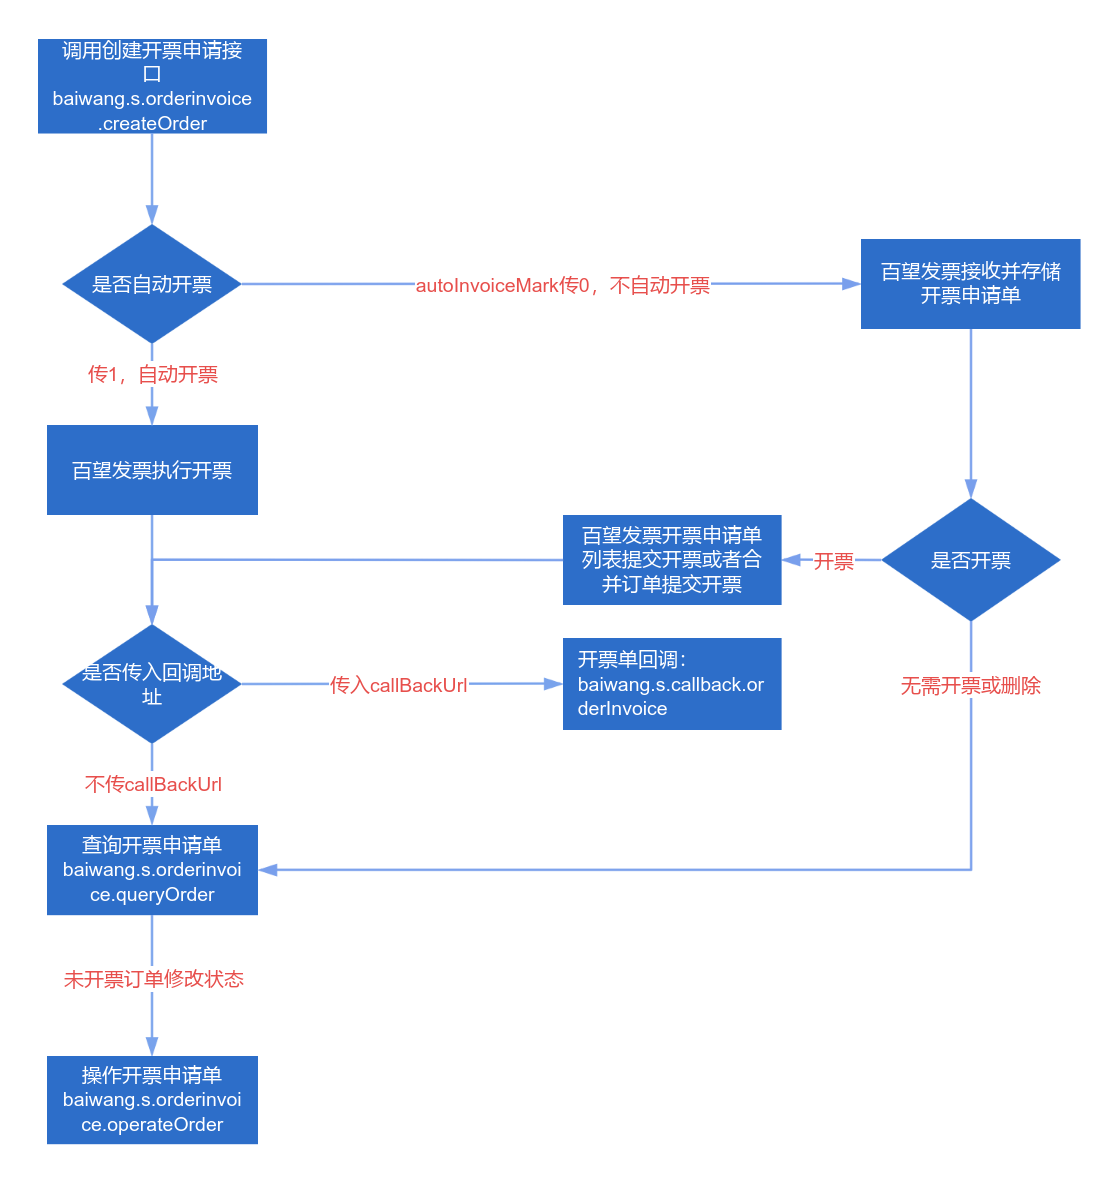 调用创建开票申请接
口
baiwang.s.orderinvoice
.createOrder
是否自动开票
autoInvoiceMark传0，不自动开票
百望发票接收并存储
开票申请单
传1，自动开票
百望发票执行开票
百望发票开票申请单
列表提交开票或者合
并订单提交开票
开票
是否开票
是否传入回调地
址
传入callBackUrl
开票单回调：
baiwang.s.callback.or
derInvoice
无需开票或删除
不传callBackUrl
查询开票申请单
baiwang.s.orderinvoi
ce.queryOrder
未开票订单修改状态
操作开票申请单
baiwang.s.orderinvoi
ce.operateOrder